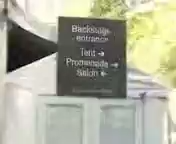 Backstage
entrance
Tent →
Promenade →
Salon ←